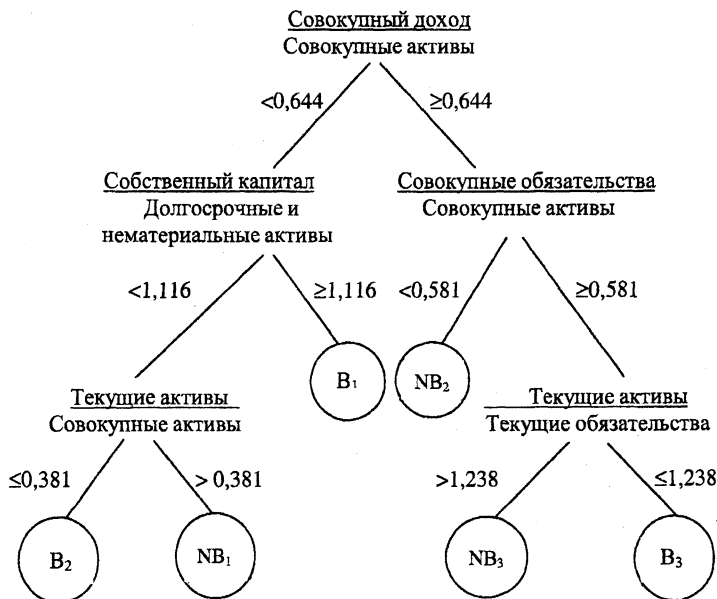 Совокупный доход
Совокупные активы
<0,644
≥0,644
Собственный капитал
Долгосрочные и
нематериальные активы
Совокупные обязательства
Совокупные активы
<1,116
≥1,116
<0,581
≥0,581
B₁
NB₂
Текущие активы
Совокупные активы
Текущие активы
Текущие обязательства
≤0,381
> 0,381
>1,238
≤1,238
B₂
NB₁
NB₃
B₃